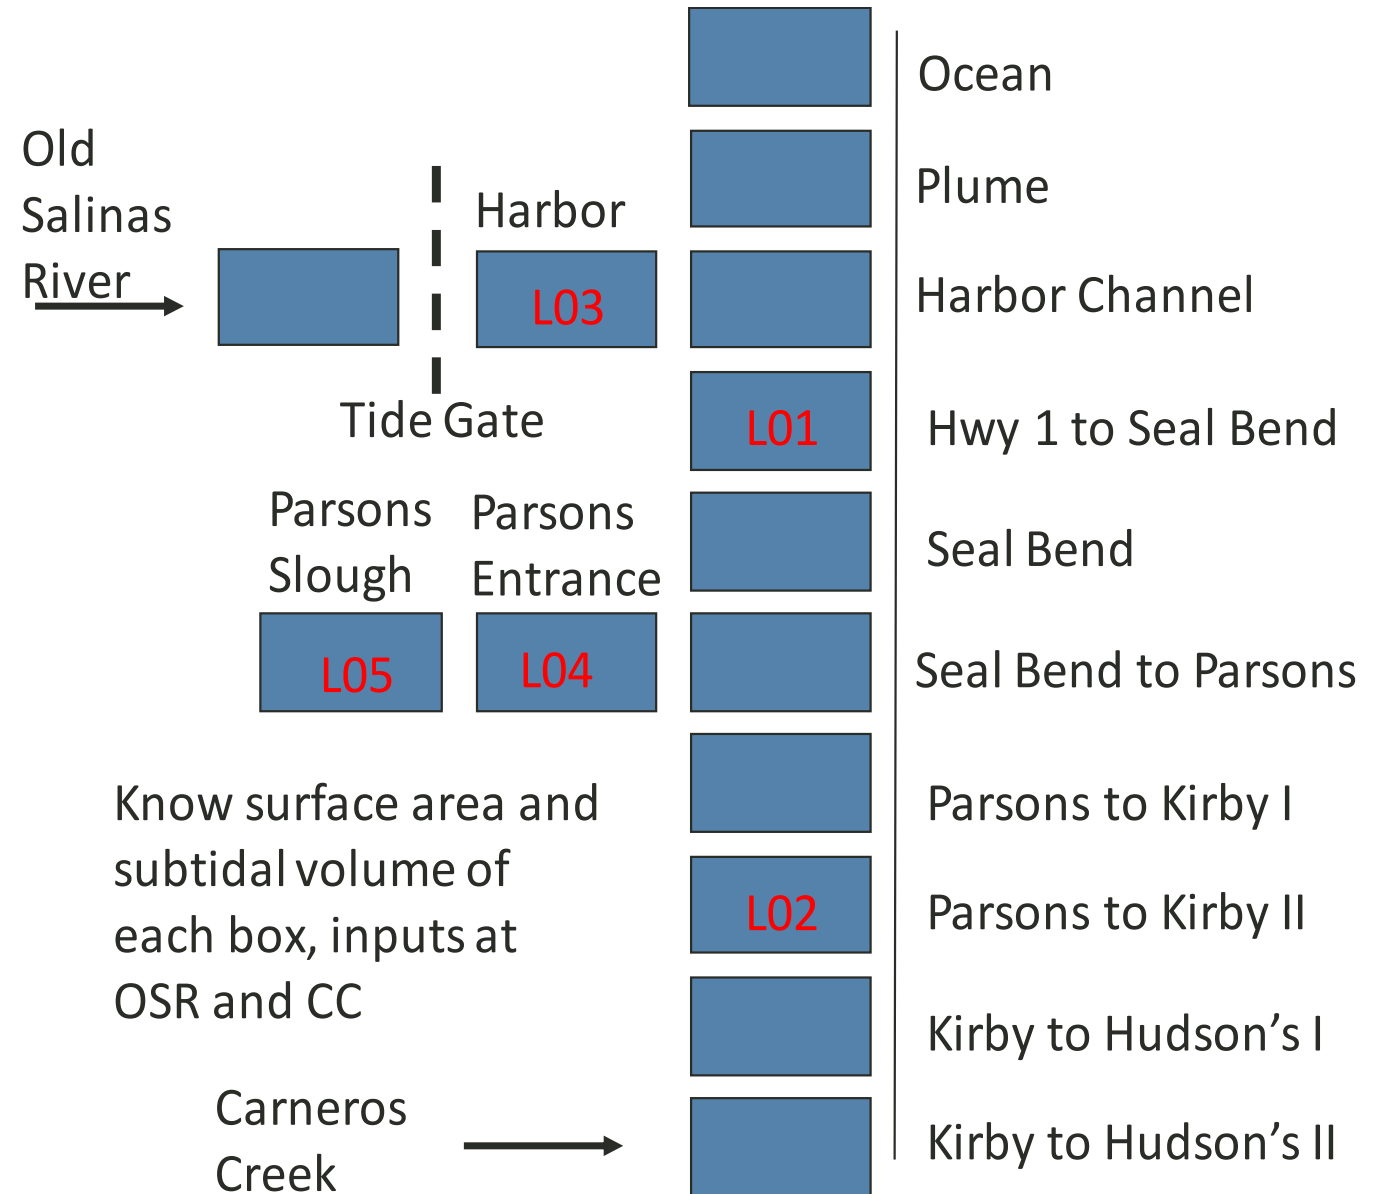 Ocean
Plume
Old
Salinas
River
Harbor
L03
Harbor Channel
Tide Gate
L01
Hwy 1 to Seal Bend
Parsons
Slough
Parsons
Entrance
Seal Bend
L05
L04
Seal Bend to Parsons
Know surface area and
subtidal volume of
each box, inputs at
OSR and CC
Parsons to Kirby I
L02
Parsons to Kirby II
Kirby to Hudson’s I
Carneros
Creek
Kirby to Hudson’s II